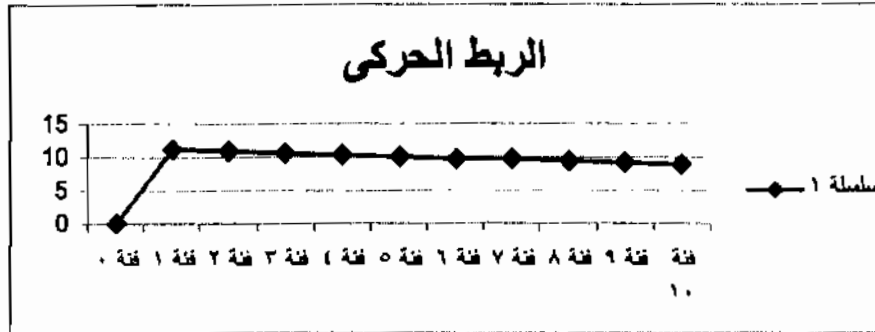 الربط الحركى
15
10
5
0
فئة ٠ فئة ١ فئة ٢ فئة ٣ فئة ٤ فئة ٥ فئة ٦ فئة ٧ فئة ٨ فئة ٩ فئة ١٠
سلسلة ١